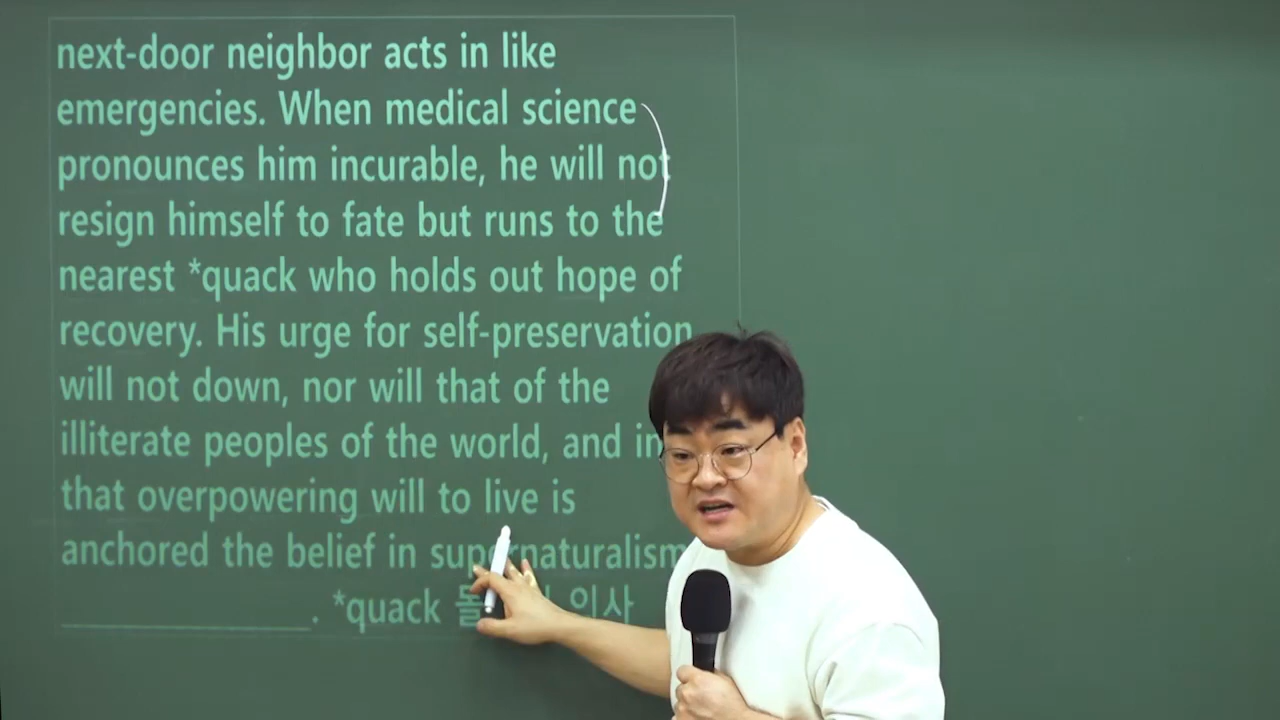 next-door neighbor acts in like
emergencies. When medical science
pronounces him incurable, he will not
resign himself to fate but runs to the
nearest *quack who holds out hope of
recovery. His urge for self-preservation
will not down, nor will that of the
illiterate peoples of the world, and in
that overpowering will to live is
anchored the belief in supernaturalism
____________________. *quack 의사